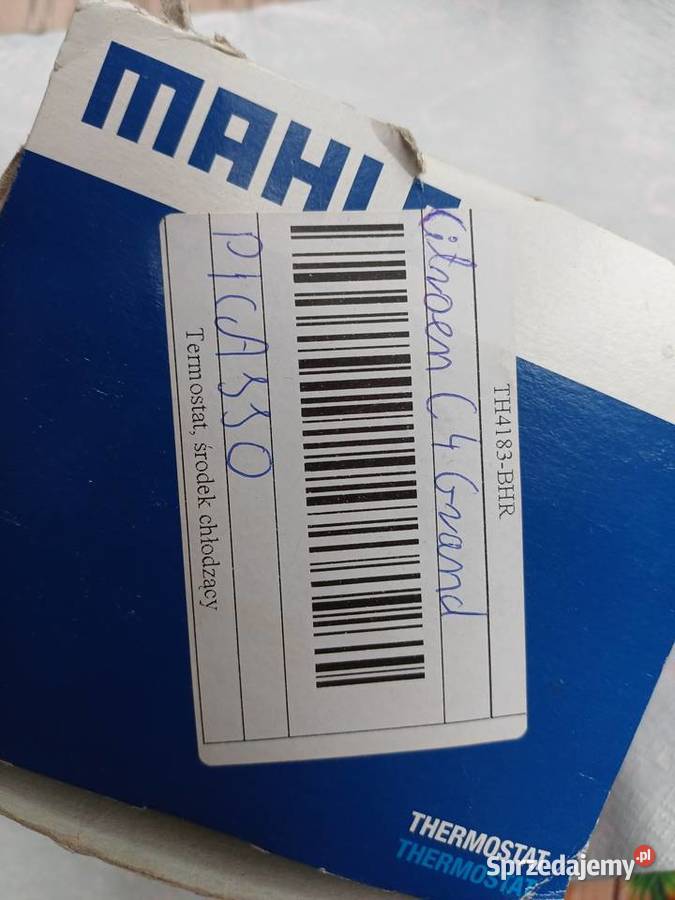 MAHLE
TH4183-BHR
Citroen C4 Grand
PICASSO
Termostat, środek chłodzący
THERMOSTAT
THERMOSTAT
Sprzedajemy.pl